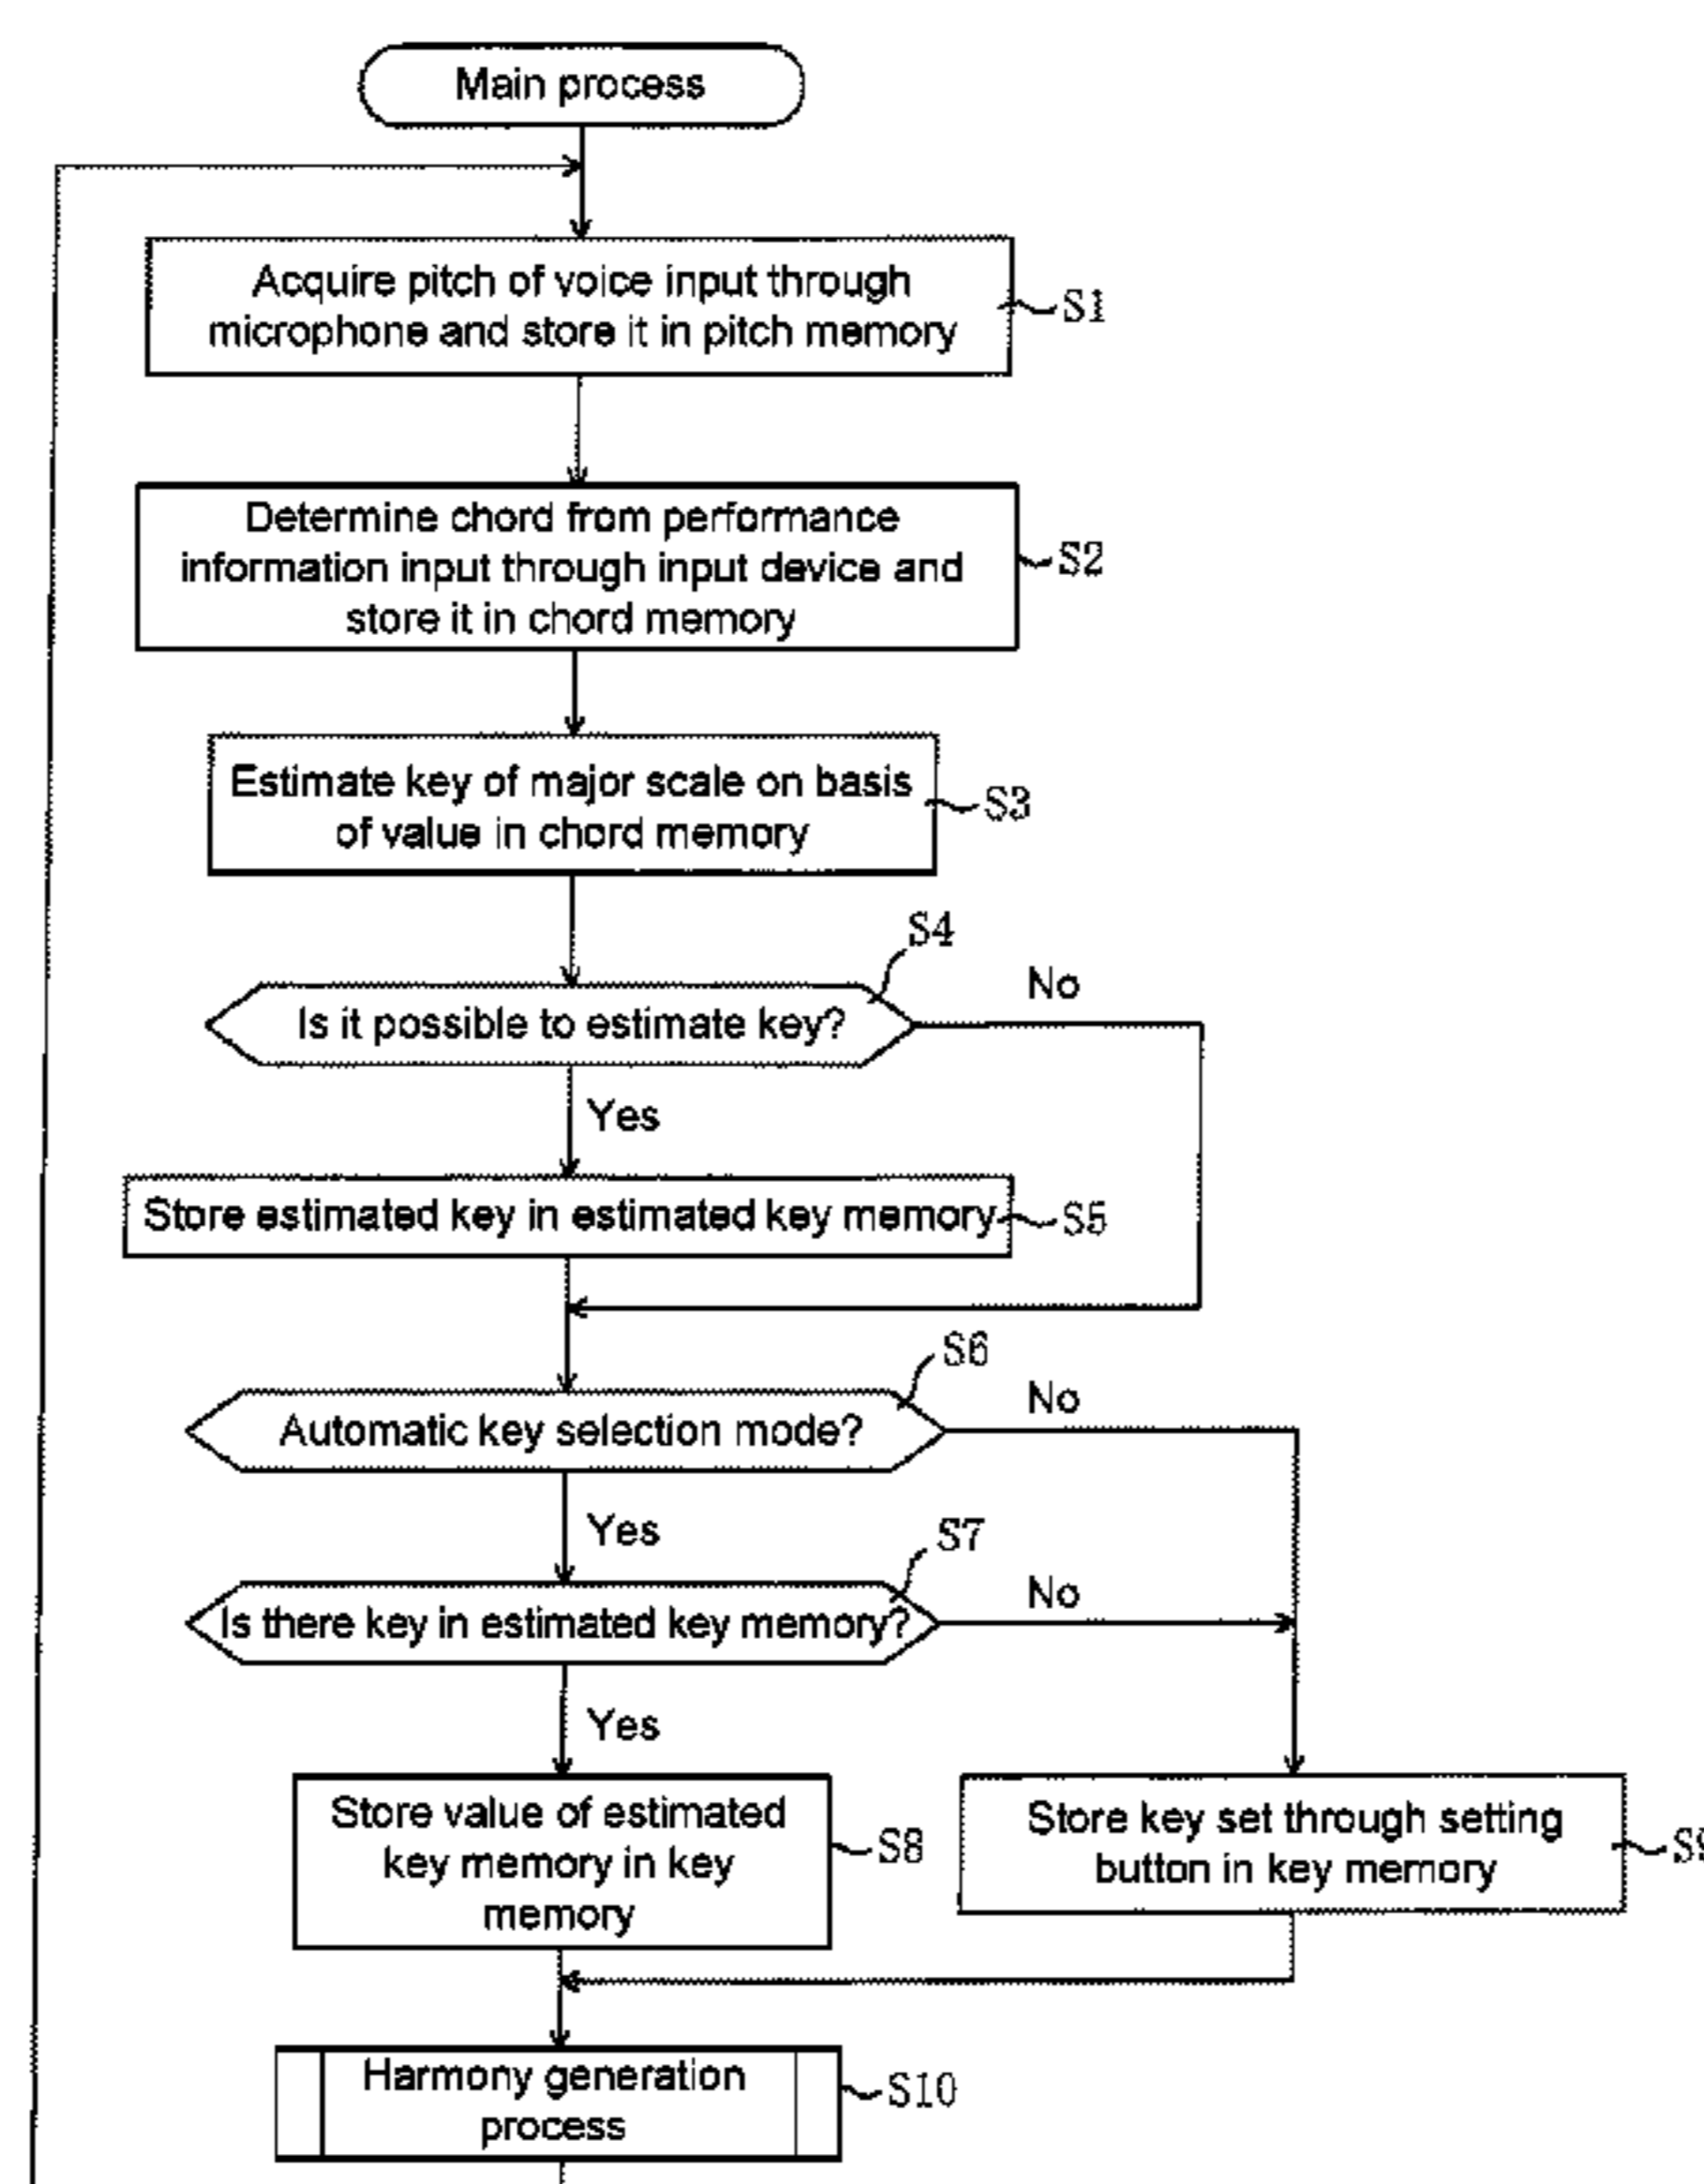 Main process
Acquire pitch of voice input through
microphone and store it in pitch memory
S1
Determine chord from performance
information input through input device and
store it in chord memory
S2
Estimate key of major scale on basis
of value in chord memory
S3
S4
No
Is it possible to estimate key?
Yes
Store estimated key in estimated key memory
S5
S6
No
Automatic key selection mode?
Yes
S7
No
Is there key in estimated key memory?
Yes
Store value of estimated
key memory in key
memory
S8
Store key set through setting
button in key memory
S9
Harmony generation
process
S10